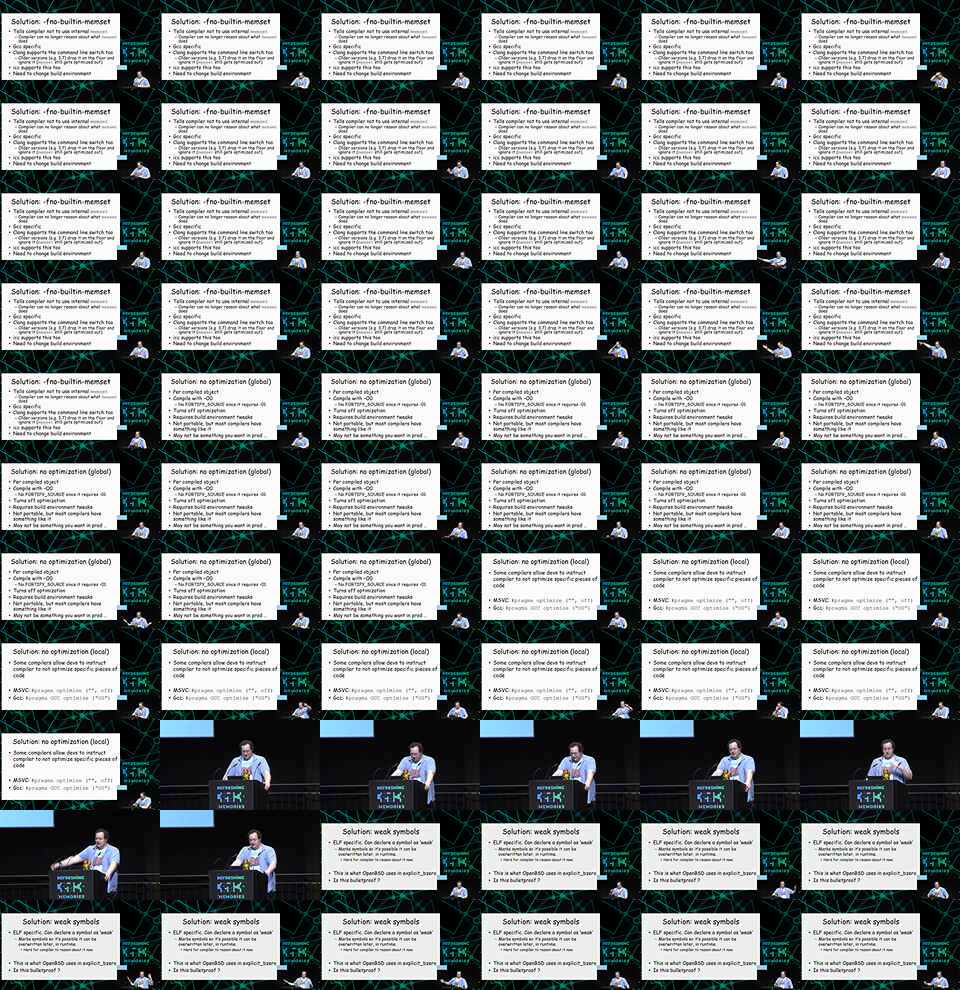 Solution: -fno-builtin-memset
• Tells compiler not to use internal memset
– Compiler can no longer reason about what memset does
• Gcc specific
• Clang supports the command line switch too
– Older versions (e.g. 3.7) drop it on the floor and ignore it (memset still gets optimized out).
• icc supports this too
• Need to change build environment
Solution: no optimization (global)
• Per compiled object
• Compile with -O0
– No FORTIFY_SOURCE since it requires -O1
• Turns off optimization
• Requires build environment tweaks
• Not portable, but most compilers have something like it
• May not be something you want in prod ...
Solution: no optimization (local)
• Some compilers allow devs to instruct compiler to not optimize specific pieces of code
• MSVC: #pragma optimize ("", off)
• Gcc: #pragma GCC optimize ("O0")
REFRESHING
MEMORIES
Solution: weak symbols
• ELF specific. Can declare a symbol as 'weak'
– Marks symbols so it's possible it can be overwritten later, in runtime.
• Hard for compiler to reason about it now
• This is what OpenBSD uses in explicit_bzero
• Is this bulletproof ?